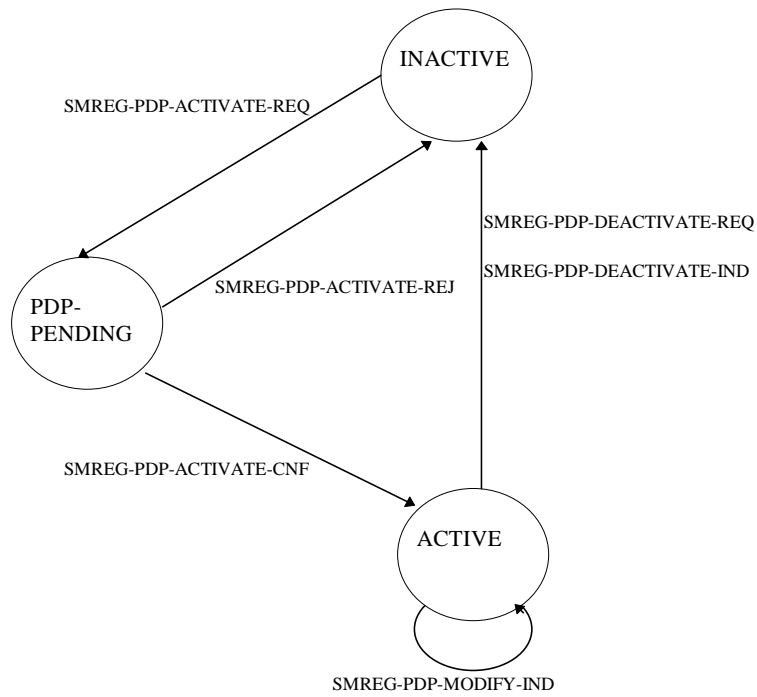 INACTIVE
SMREG-PDP-ACTIVATE-REQ
SMREG-PDP-DEACTIVATE-REQ
SMREG-PDP-DEACTIVATE-IND
SMREG-PDP-ACTIVATE-REJ
PDP-
PENDING
SMREG-PDP-ACTIVATE-CNF
ACTIVE
SMREG-PDP-MODIFY-IND